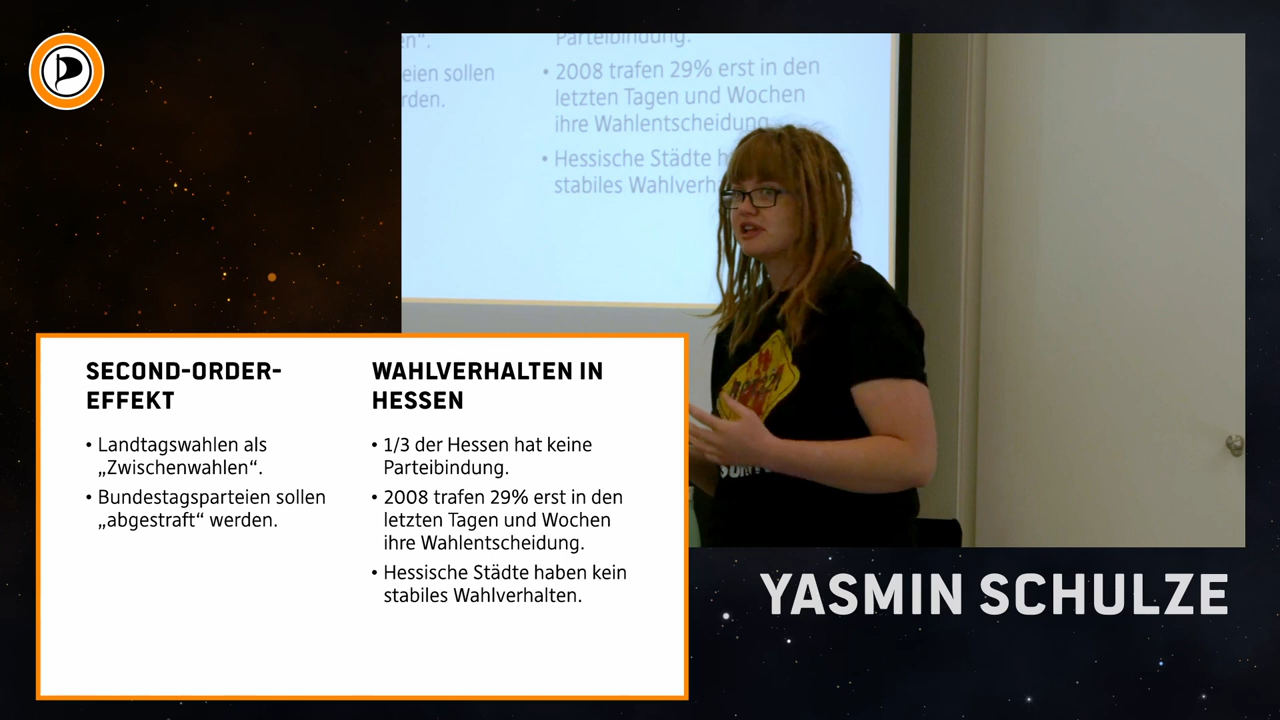 en“.
eien sollen
rden.
Parteibindung.
• 2008 trafen 29% erst in den
letzten Tagen und Wochen
ihre Wahlentscheidung.
• Hessische Städte h
stabiles Wahlverh
SECOND-ORDER-
EFFEKT
• Landtagswahlen als
„Zwischenwahlen“.
• Bundestagsparteien sollen
„abgestraft“ werden.
WAHLVERHALTEN IN
HESSEN
• 1/3 der Hessen hat keine
Parteibindung.
• 2008 trafen 29% erst in den
letzten Tagen und Wochen
ihre Wahlentscheidung.
• Hessische Städte haben kein
stabiles Wahlverhalten.
YASMIN SCHULZE